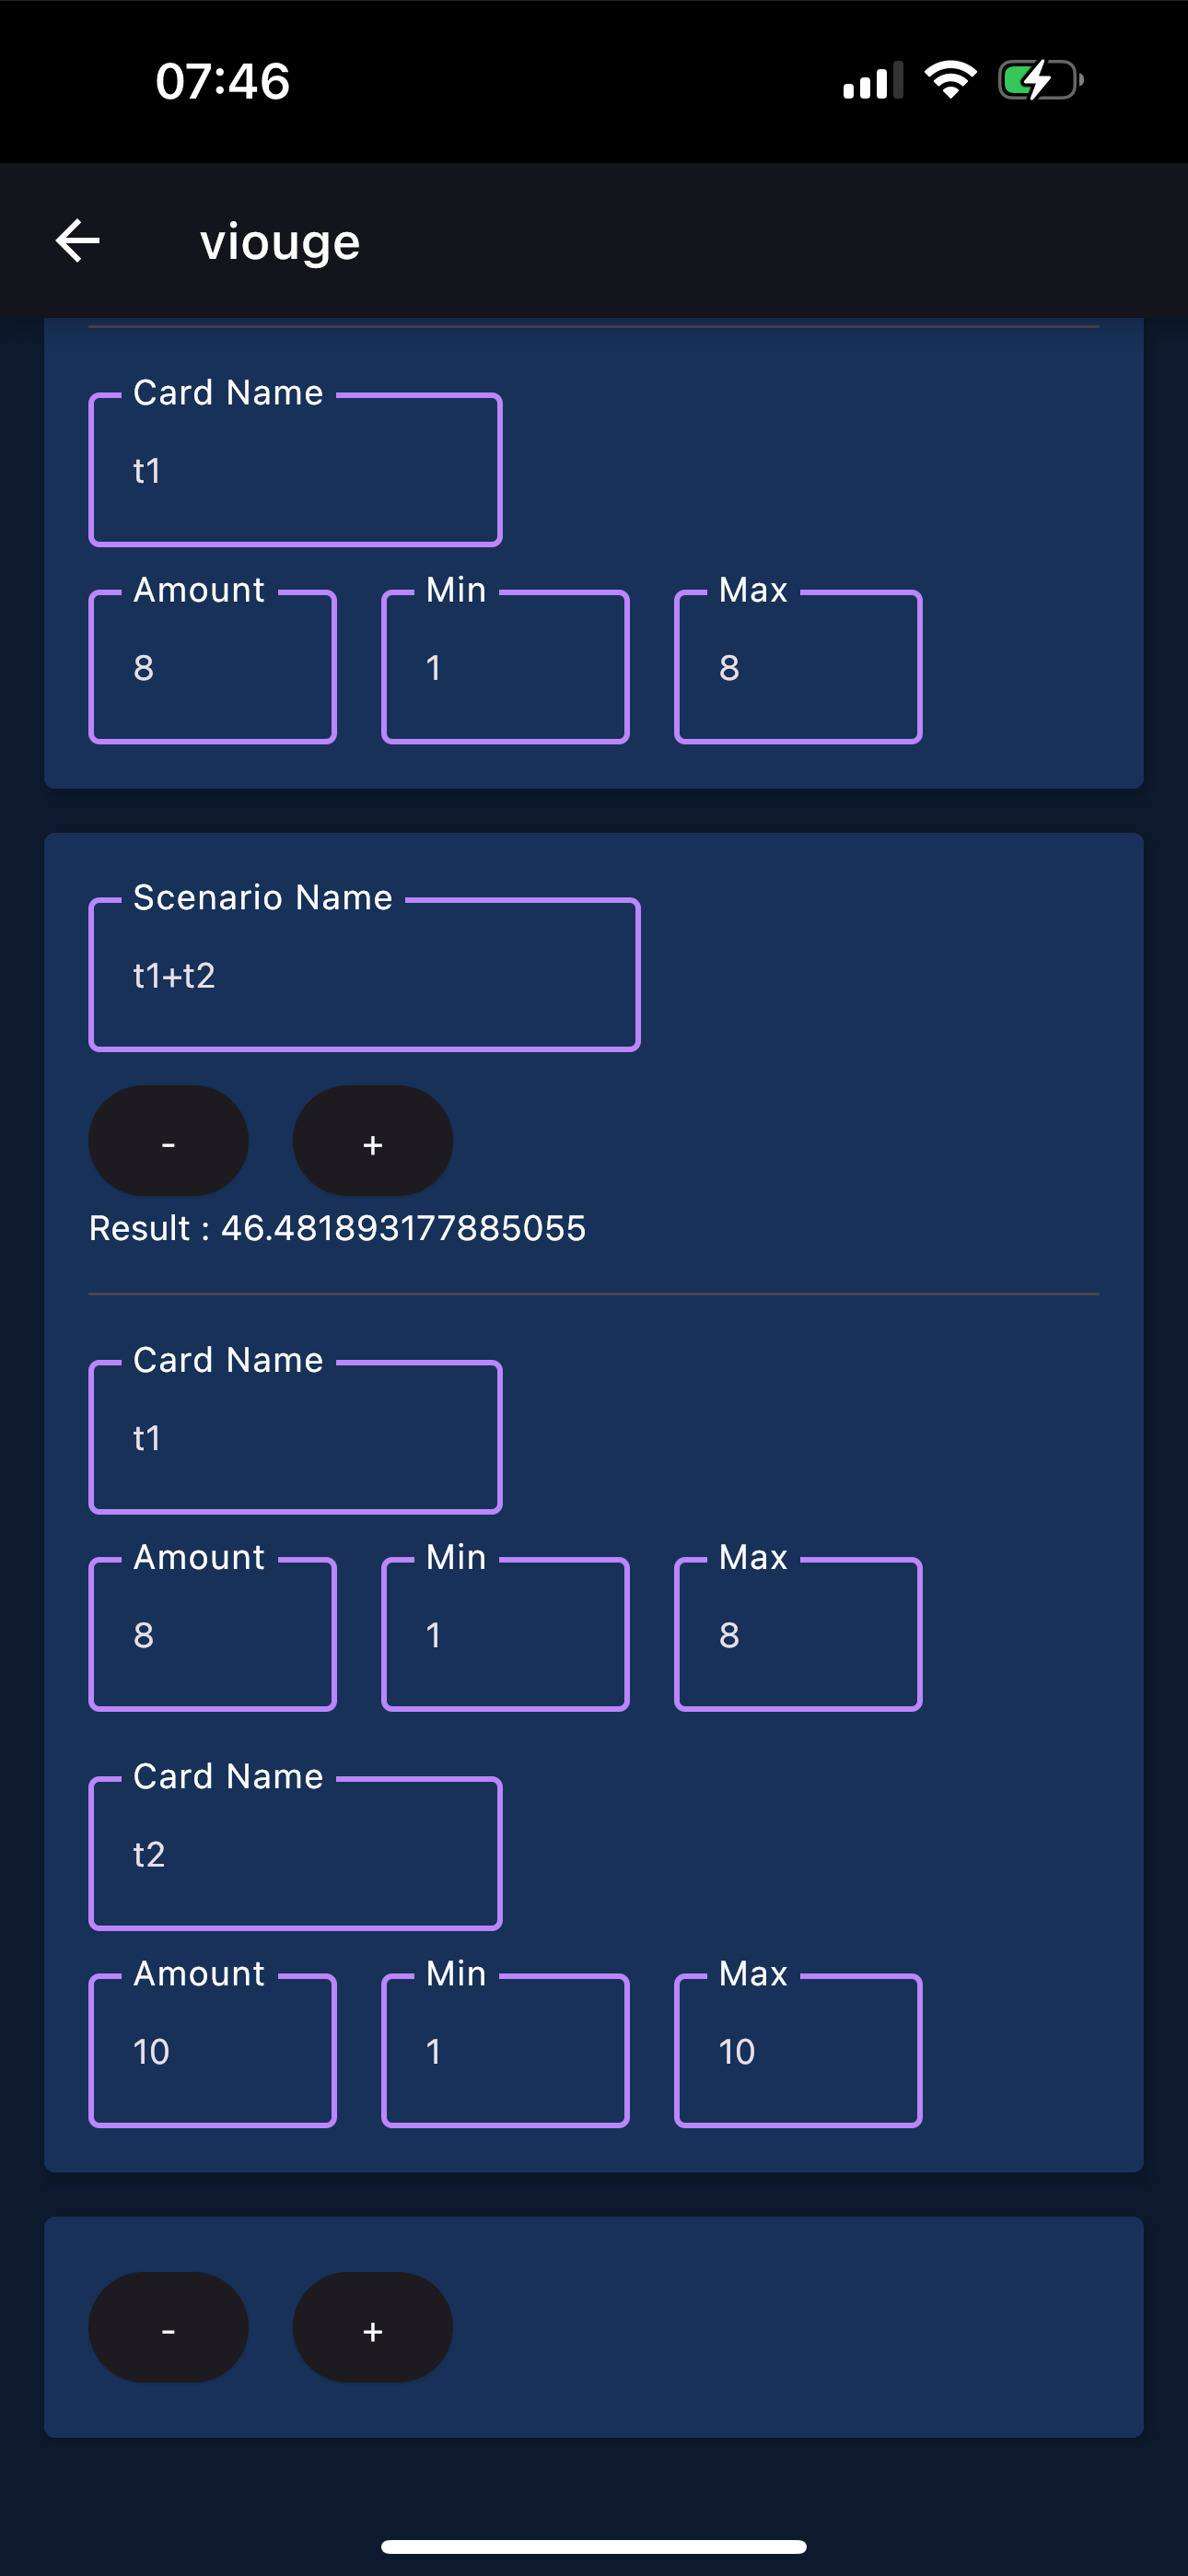 07:46
viouge
Card Name
t1
Amount Min Max
8 1 8
Scenario Name
t1+t2
- +
Result : 46.481893177885055
Card Name
t1
Amount Min Max
8 1 8
Card Name
t2
Amount Min Max
10 1 10
- +